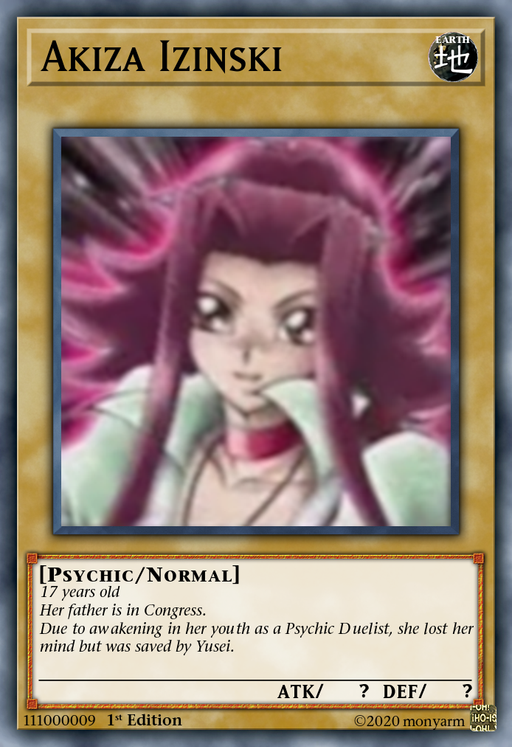 Akiza Izinski
EARTH
地
[Psychic/Normal]
17 years old
Her father is in Congress.
Due to awakening in her youth as a Psychic Duelist, she lost her
mind but was saved by Yusei.
ATK/ ? DEF/ ?
111000009 1st Edition ©2020 monyarm